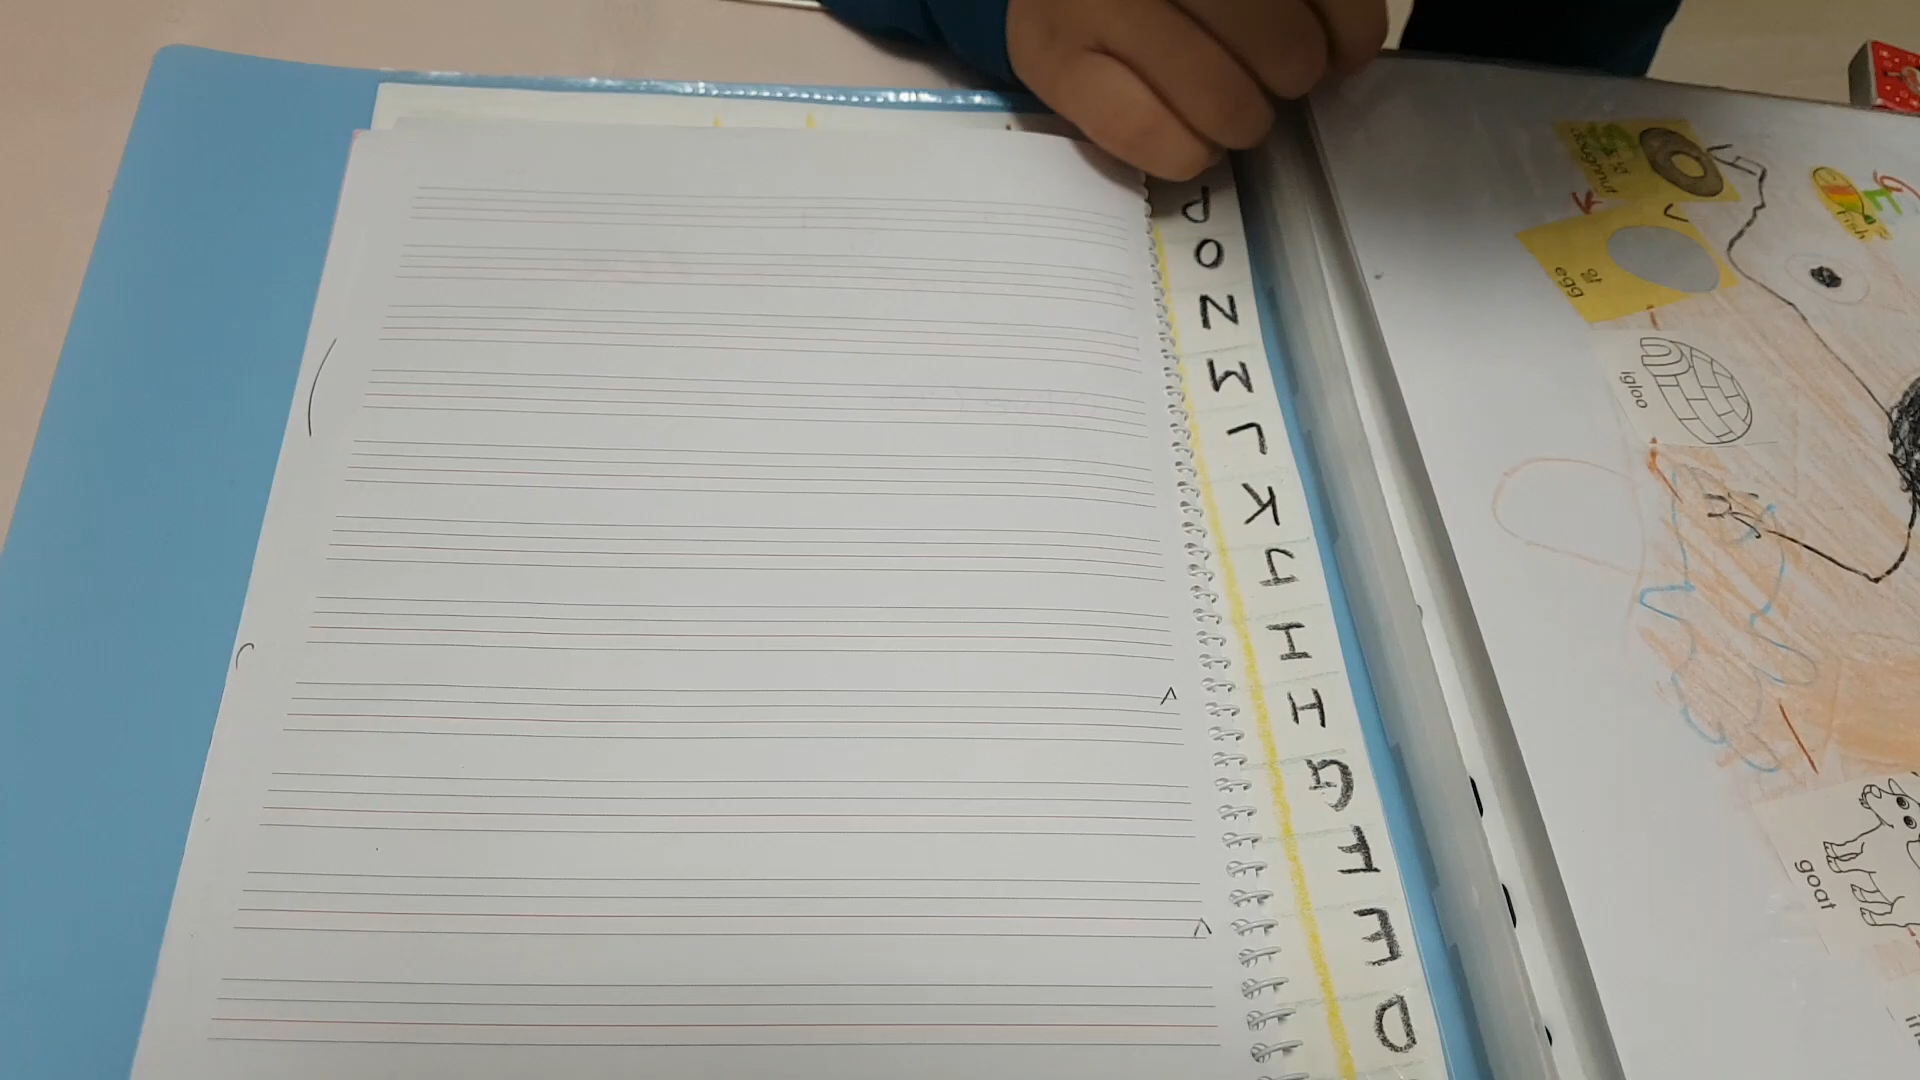 D E F G H I J K L M N O P
doughnut
egg
Fish
igloo
goat